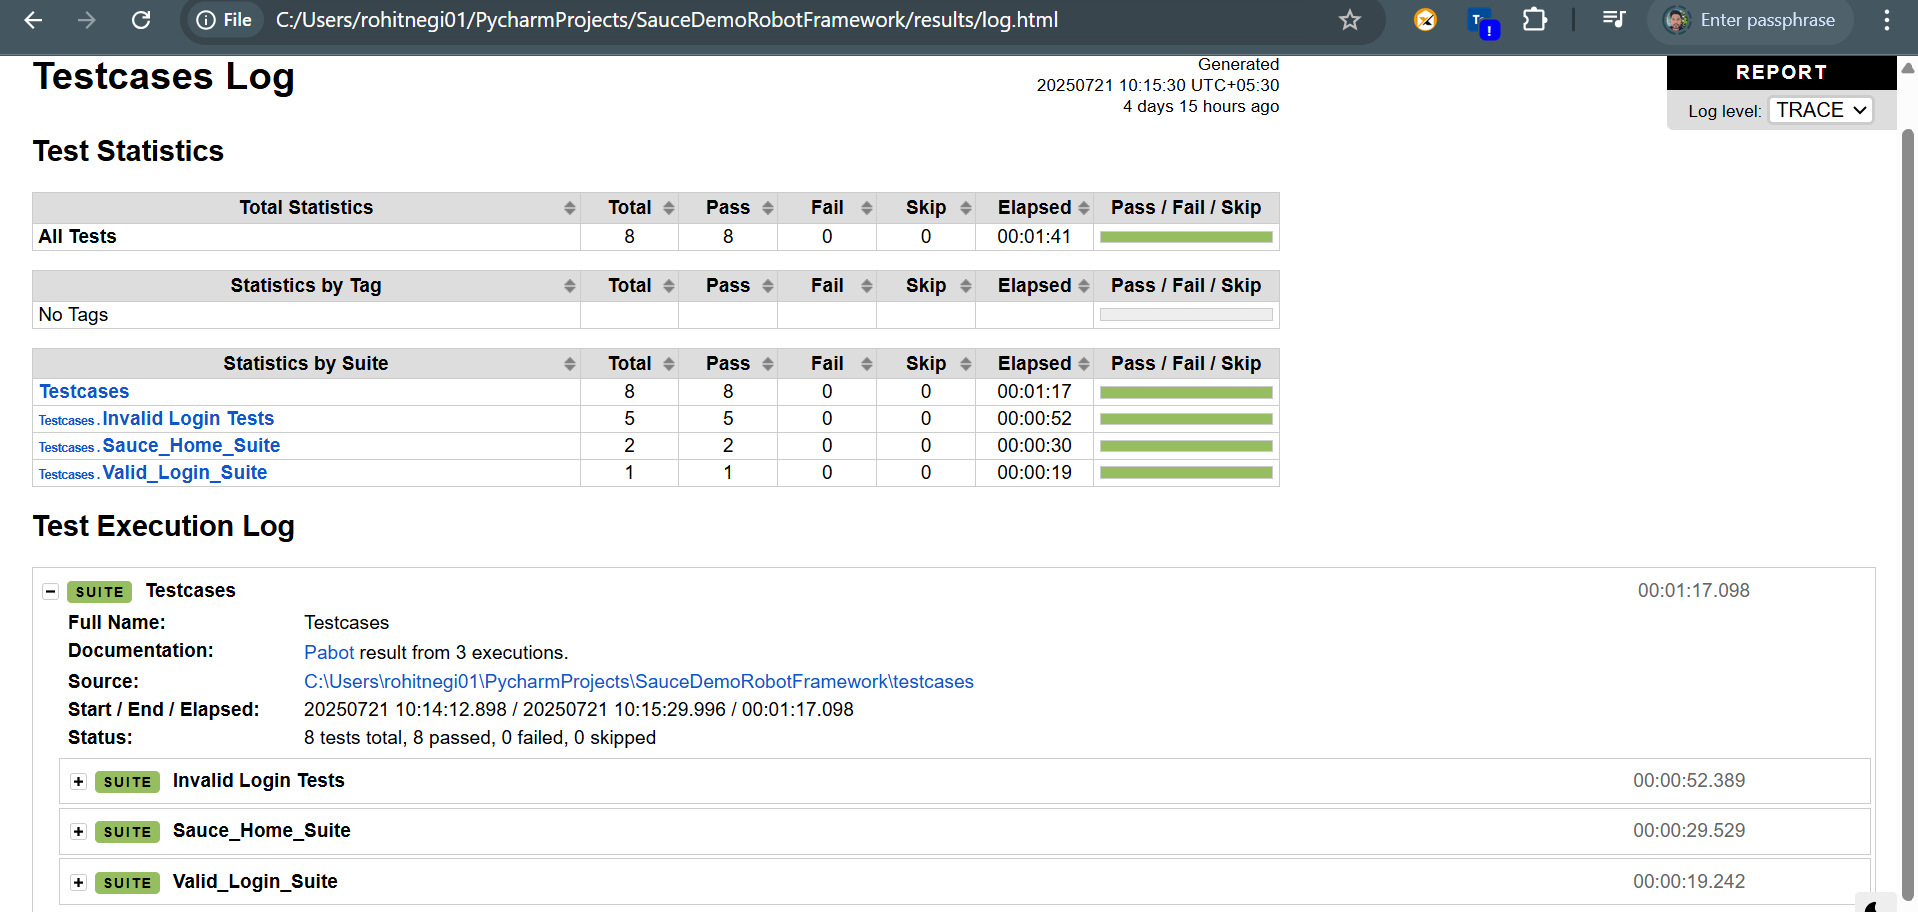 File C:/Users/rohitnegi01/PycharmProjects/SauceDemoRobotFramework/results/log.html Enter passphrase
Testcases Log
Generated
20250721 10:15:30 UTC+05:30
4 days 15 hours ago
REPORT
Log level: TRACE
Test Statistics
Total Statistics Total Pass Fail Skip Elapsed Pass / Fail / Skip
All Tests 8 8 0 0 00:01:41
Statistics by Tag Total Pass Fail Skip Elapsed Pass / Fail / Skip
No Tags
Statistics by Suite Total Pass Fail Skip Elapsed Pass / Fail / Skip
Testcases 8 8 0 0 00:01:17
Testcases . Invalid Login Tests 5 5 0 0 00:00:52
Testcases . Sauce_Home_Suite 2 2 0 0 00:00:30
Testcases . Valid_Login_Suite 1 1 0 0 00:00:19
Test Execution Log
SUITE Testcases 00:01:17.098
Full Name: Testcases
Documentation: Pabot result from 3 executions.
Source: C:\Users\rohitnegi01\PycharmProjects\SauceDemoRobotFramework\testcases
Start / End / Elapsed: 20250721 10:14:12.898 / 20250721 10:15:29.996 / 00:01:17.098
Status: 8 tests total, 8 passed, 0 failed, 0 skipped
SUITE Invalid Login Tests 00:00:52.389
SUITE Sauce_Home_Suite 00:00:29.529
SUITE Valid_Login_Suite 00:00:19.242